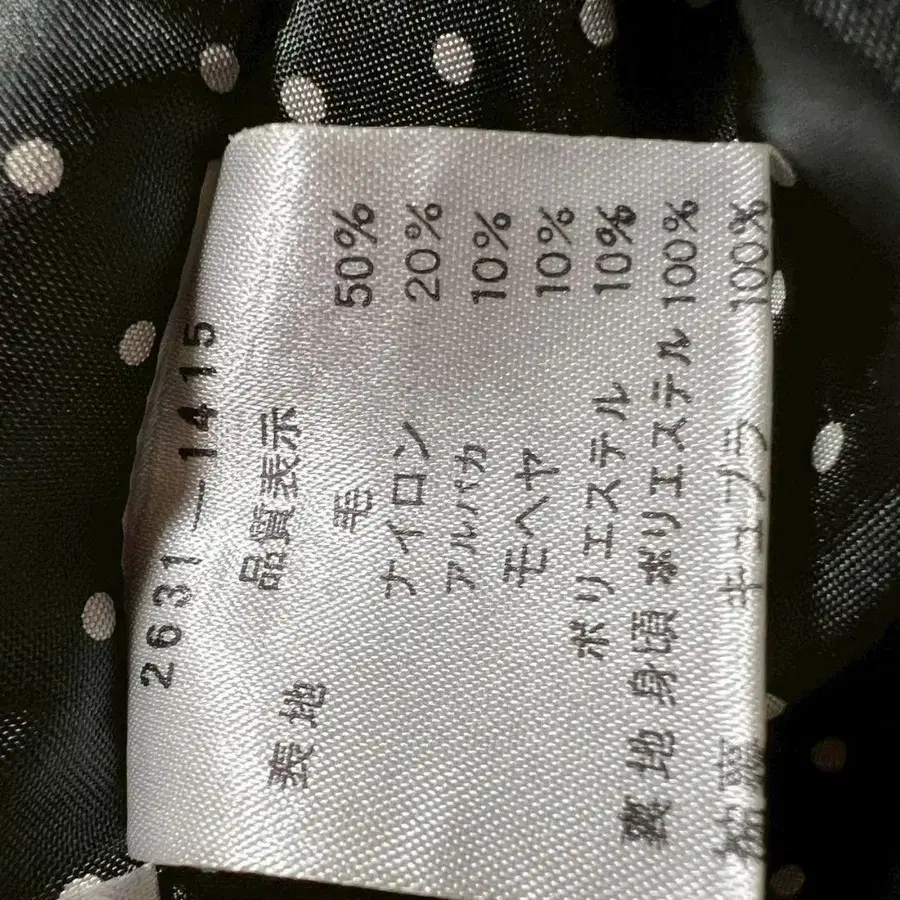 2631-1415
品質表示
表地
毛 50%
ナイロン 20%
アルパカ 10%
モヘヤ 10%
ポリエステル 10%
裏地 身頃 ポリエステル 100%
袖裏 キュプラ 100%